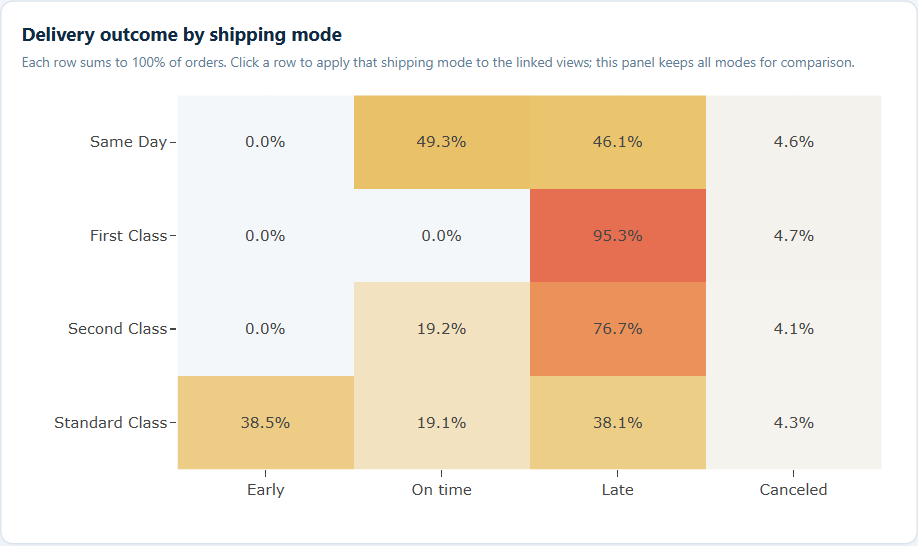 Delivery outcome by shipping mode
Each row sums to 100% of orders. Click a row to apply that shipping mode to the linked views; this panel keeps all modes for comparison.
Same Day 0.0% 49.3% 46.1% 4.6%
First Class 0.0% 0.0% 95.3% 4.7%
Second Class 0.0% 19.2% 76.7% 4.1%
Standard Class 38.5% 19.1% 38.1% 4.3%
Early On time Late Canceled